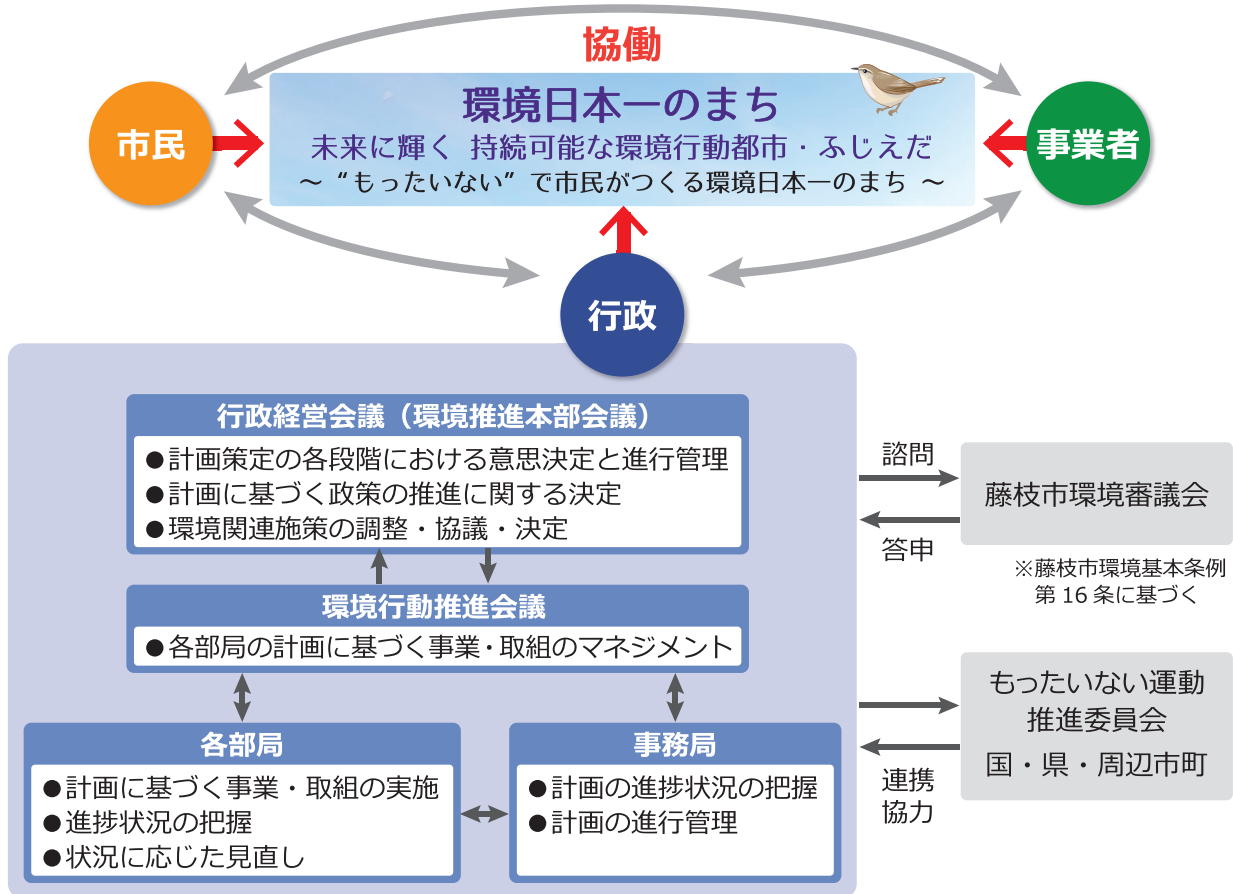 協働
環境日本一のまち
未来に輝く 持続可能な環境行動都市・ふじえだ
～ “もったいない” で市民がつくる環境日本一のまち ～
市民
事業者
行政
行政経営会議（環境推進本部会議）
●計画策定の各段階における意思決定と進行管理
●計画に基づく政策の推進に関する決定
●環境関連施策の調整・協議・決定
環境行動推進会議
●各部局の計画に基づく事業・取組のマネジメント
各部局
●計画に基づく事業・取組の実施
●進捗状況の把握
●状況に応じた見直し
事務局
●計画の進捗状況の把握
●計画の進行管理
諮問
答申
藤枝市環境審議会
※藤枝市環境基本条例
第 16 条に基づく
もったいない運動
推進委員会
国・県・周辺市町
連携
協力